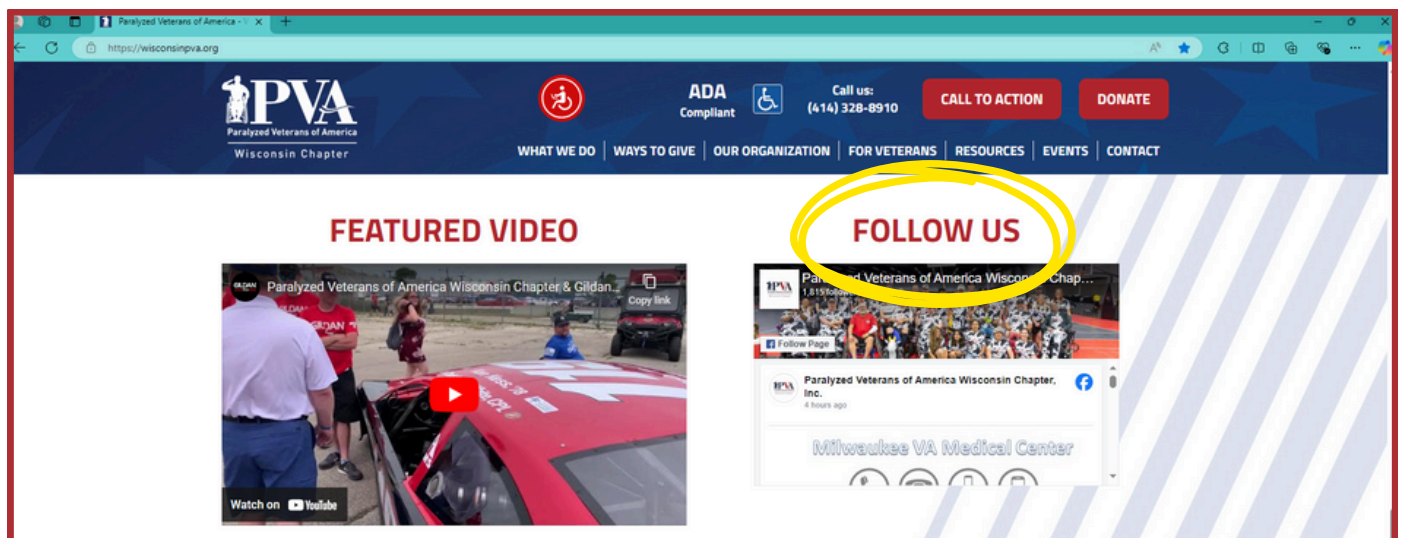 Paralyzed Veterans of America - V
https://wisconsinpva.org
PVA
Paralyzed Veterans of America
Wisconsin Chapter
ADA
Compliant
Call us:
(414) 328-8910
CALL TO ACTION
DONATE
WHAT WE DO
WAYS TO GIVE
OUR ORGANIZATION
FOR VETERANS
RESOURCES
EVENTS
CONTACT
FEATURED VIDEO
FOLLOW US
GILDAN
Paralyzed Veterans of America Wisconsin Chapter & Gildan...
Copy link
GILDAN
Watch on YouTube
PVA
Veterans of America Wisconsin Chap...
1,815
Follow Page
PVA
Paralyzed Veterans of America Wisconsin Chapter,
Inc.
4 hours ago
Milwaukee VA Medical Center